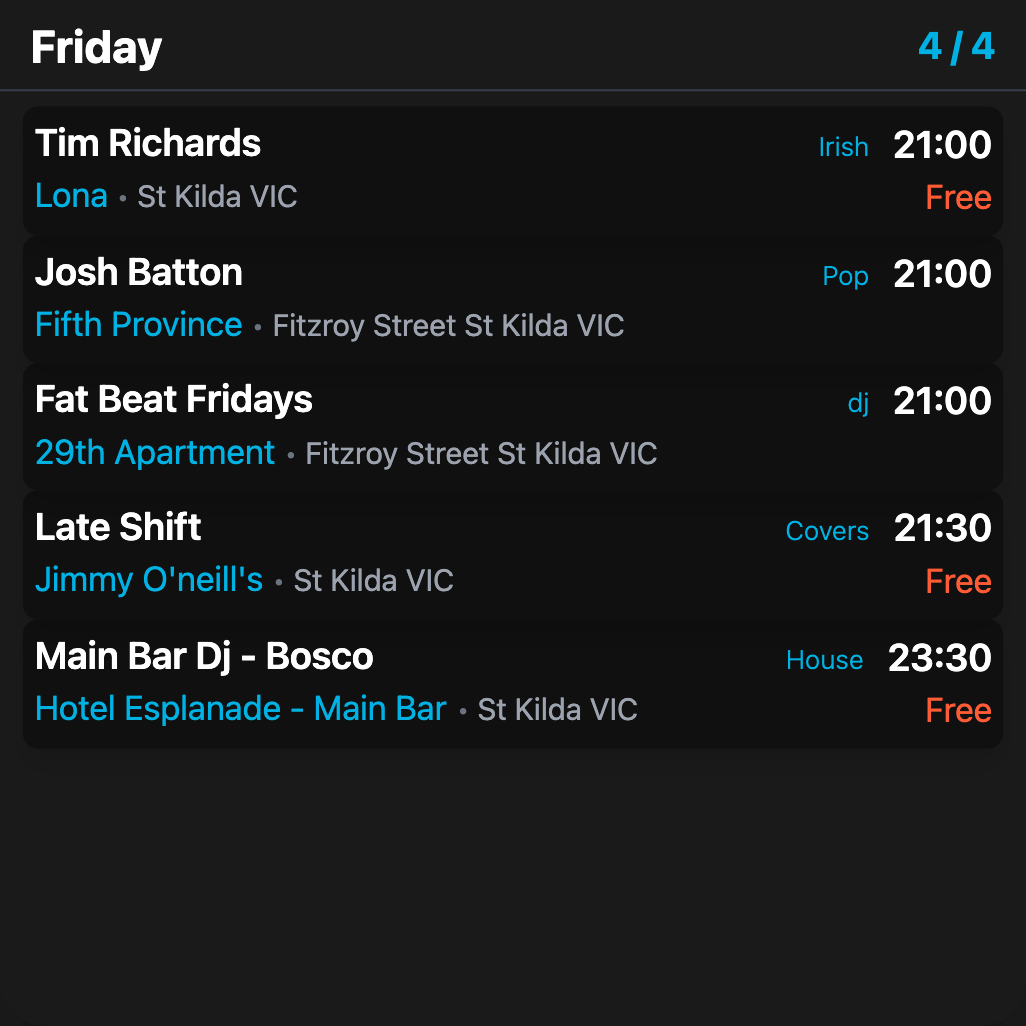 Friday 4 / 4
Tim Richards Irish 21:00
Lona • St Kilda VIC Free
Josh Batton Pop 21:00
Fifth Province • Fitzroy Street St Kilda VIC
Fat Beat Fridays dj 21:00
29th Apartment • Fitzroy Street St Kilda VIC
Late Shift Covers 21:30
Jimmy O'neill's • St Kilda VIC Free
Main Bar Dj - Bosco House 23:30
Hotel Esplanade - Main Bar • St Kilda VIC Free